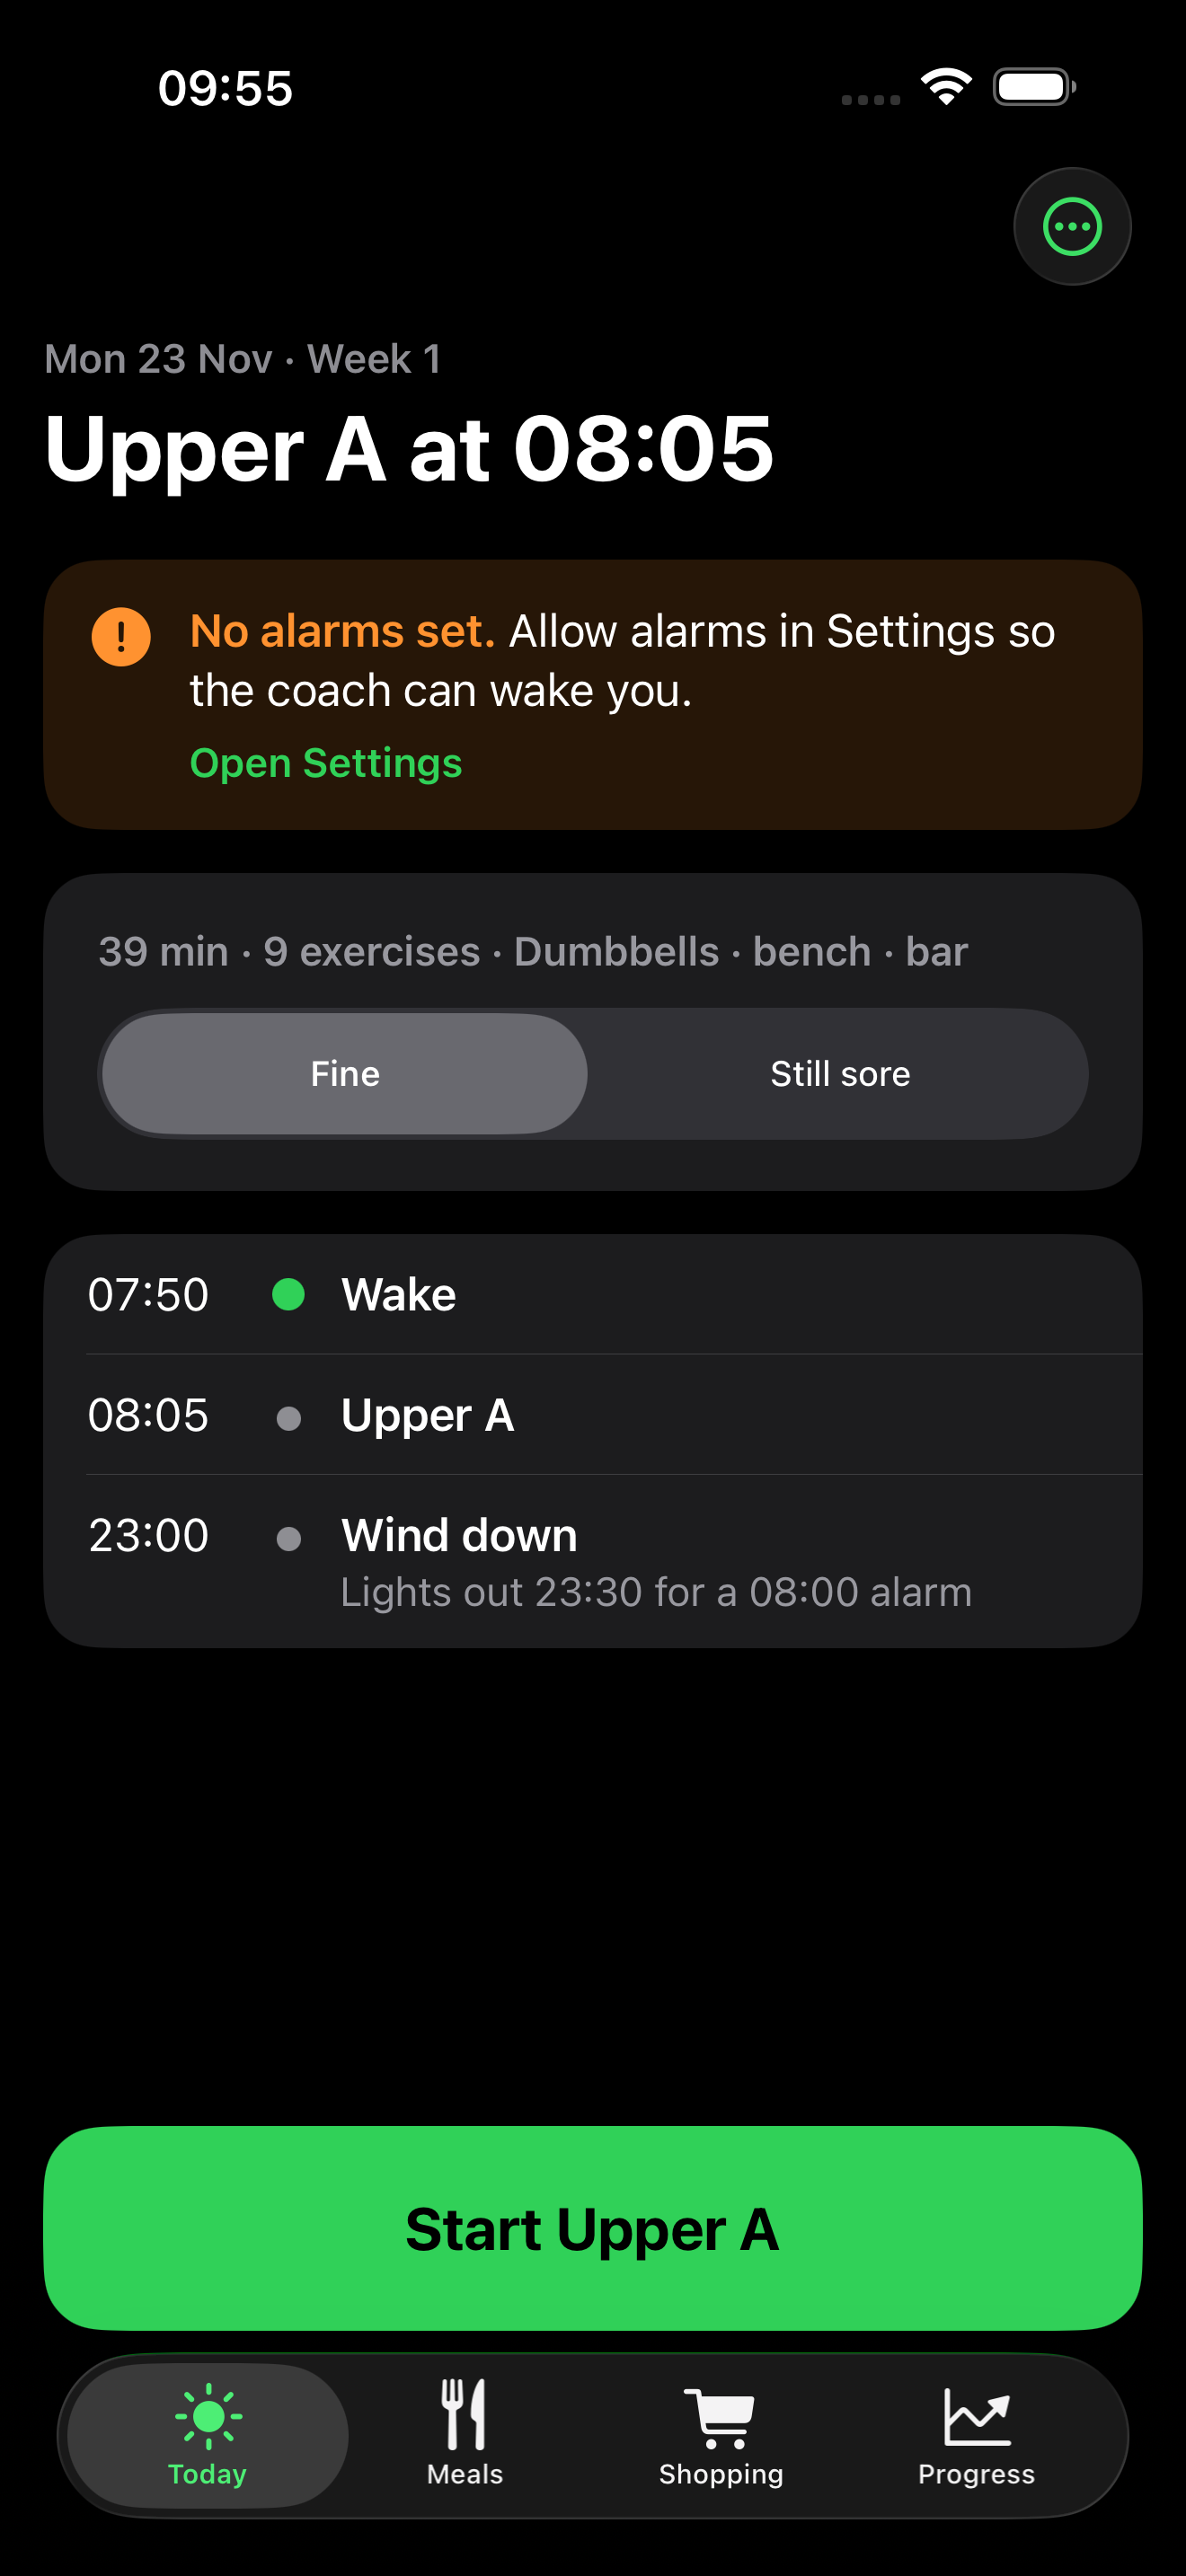 09:55
Mon 23 Nov · Week 1
Upper A at 08:05
No alarms set. Allow alarms in Settings so
the coach can wake you.
Open Settings
39 min · 9 exercises · Dumbbells · bench · bar
Fine
Still sore
07:50 Wake
08:05 Upper A
23:00 Wind down
Lights out 23:30 for a 08:00 alarm
Start Upper A
Today
Meals
Shopping
Progress